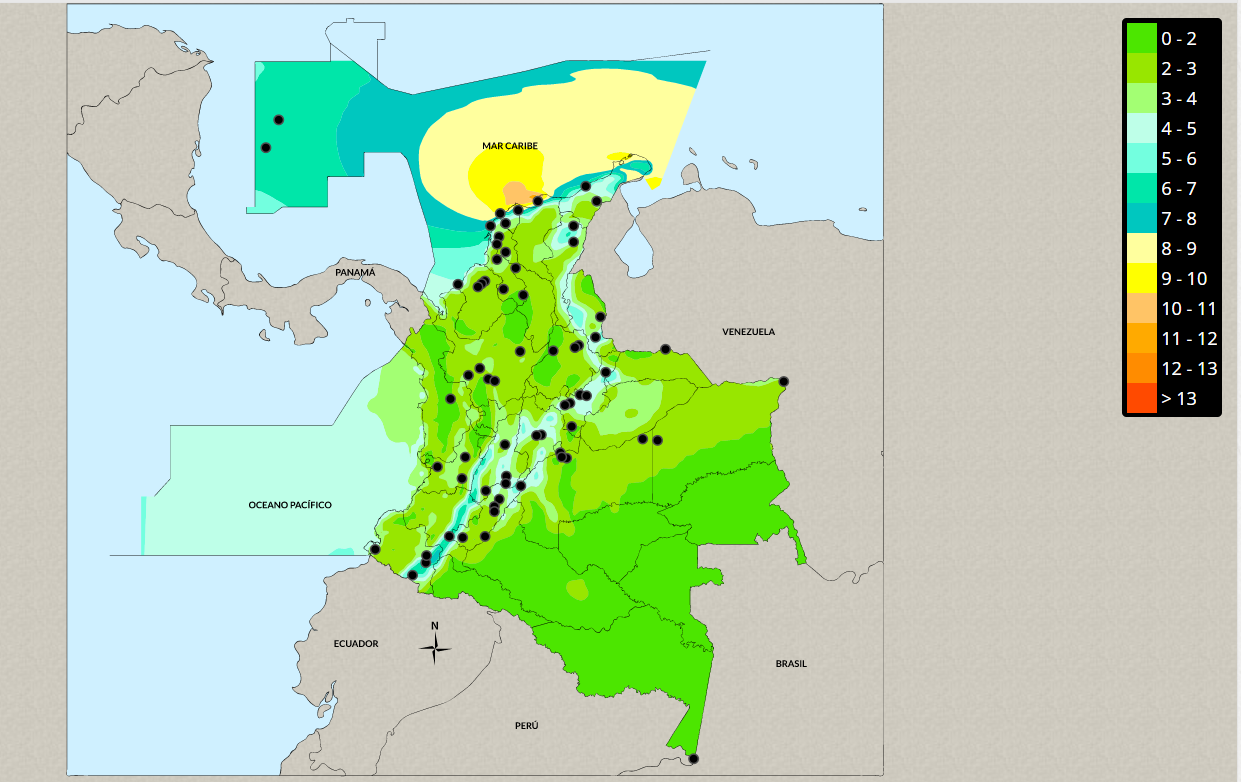 MAR CARIBE
PANAMÁ
VENEZUELA
OCEANO PACÍFICO
N
ECUADOR
BRASIL
PERÚ
0 - 2
2 - 3
3 - 4
4 - 5
5 - 6
6 - 7
7 - 8
8 - 9
9 - 10
10 - 11
11 - 12
12 - 13
> 13